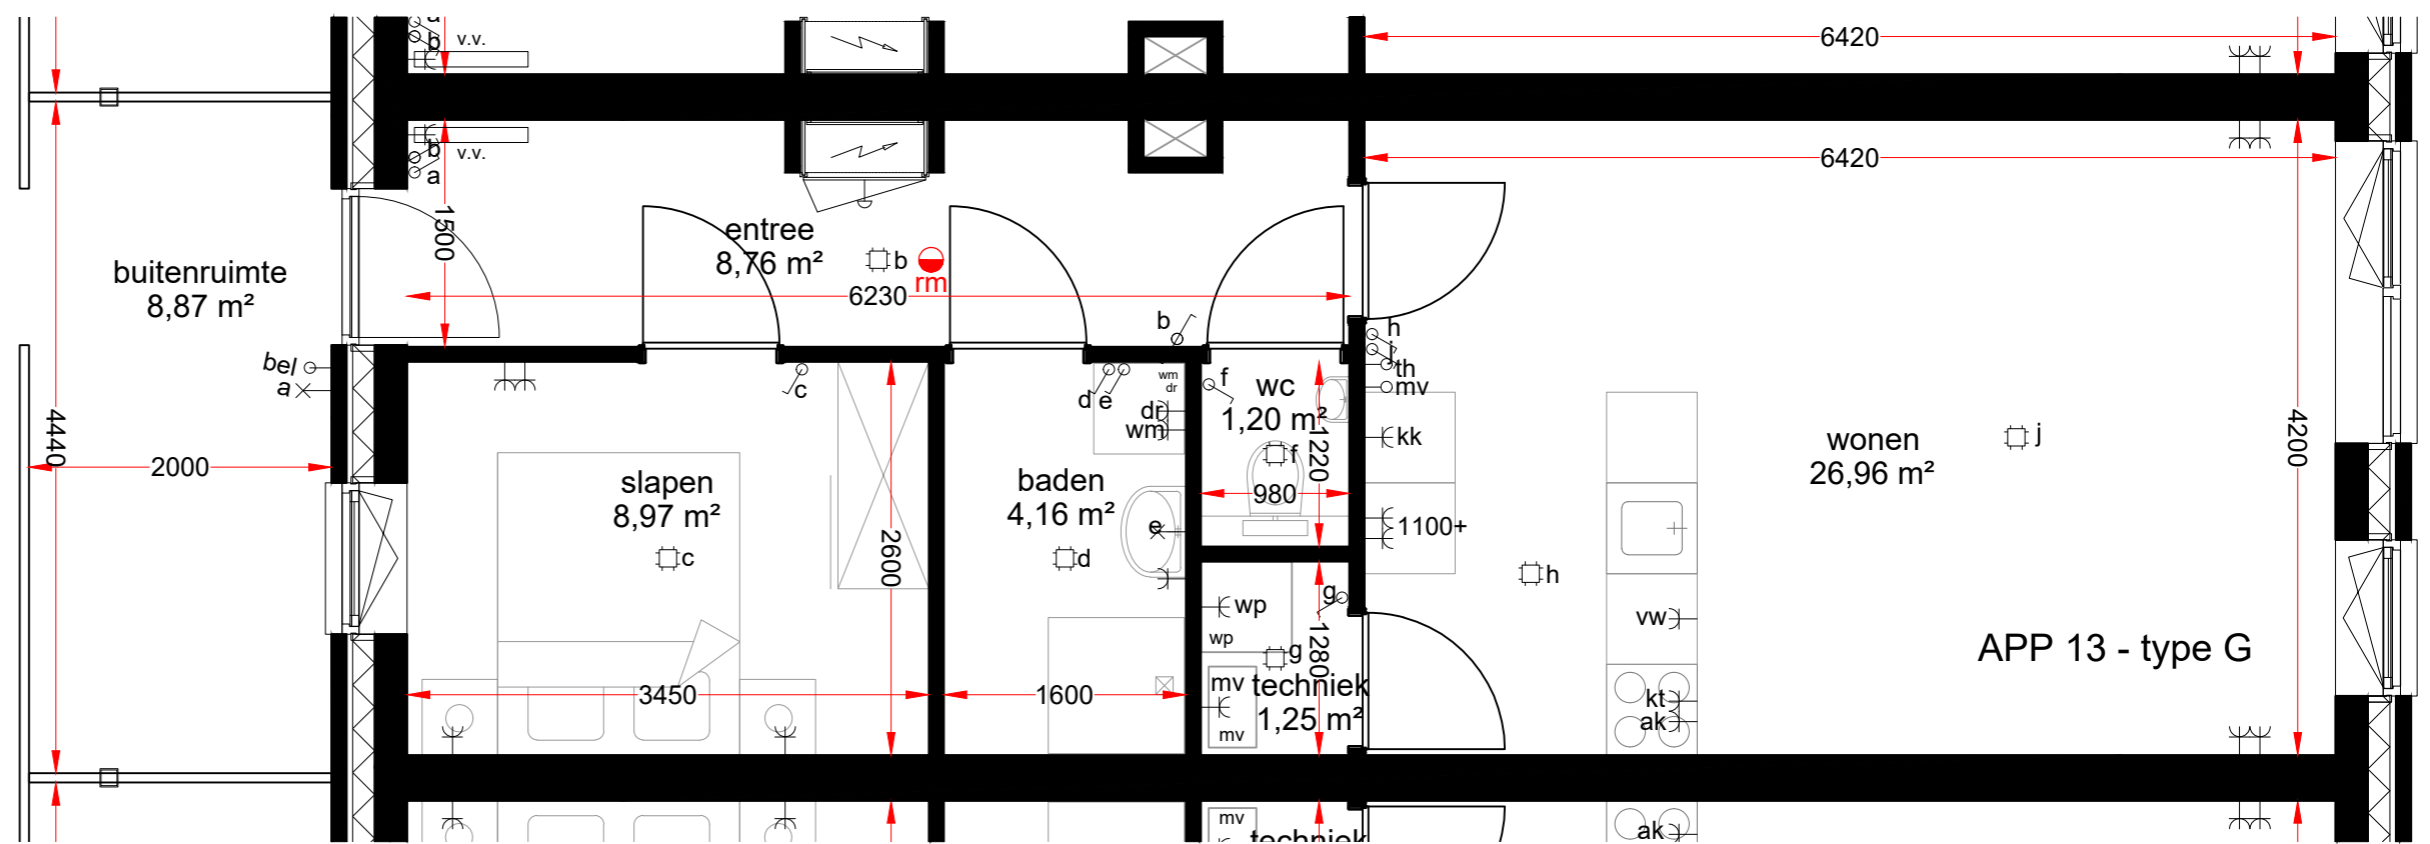 a
b
v.v.
6420
b
v.v.
a
6420
1500
entree
8,76 m²
b
rm
buitenruimte
8,87 m²
6230
b
h
j
bel
a
th
mv
c
d e
wm
dr
dr
wm
f
wc
1,20 m²
1220
f
980
kk
1100+
4440
2000
slapen
8,97 m²
c
2600
baden
4,16 m²
d
e
wonen
26,96 m²
j
4200
h
wp
wp
g
g
1280
vw
APP 13 - type G
3450
1600
mv
techniek
1,25 m²
mv
kt
ak
mv
techniek
ak